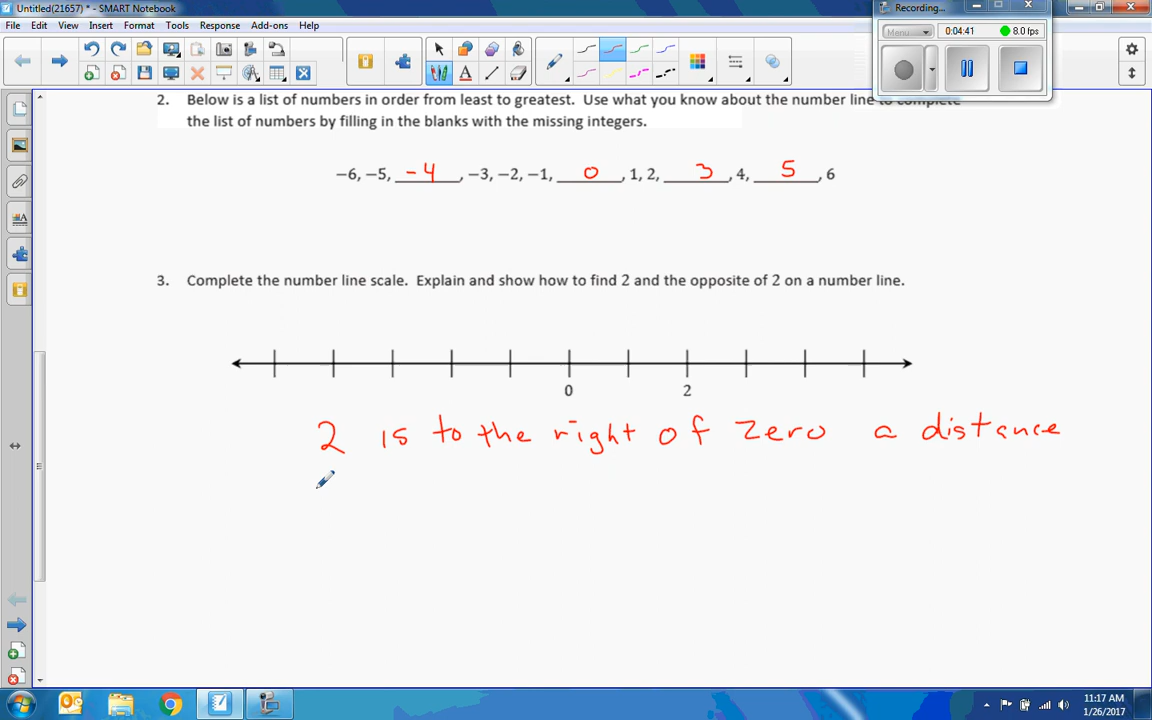 Untitled(21657) * - SMART Notebook
File Edit View Insert Format Tools Response Add-ons Help
Recording...
Menu 0:04:41 8.0 fps
2. Below is a list of numbers in order from least to greatest. Use what you know about the number line to complete
the list of numbers by filling in the blanks with the missing integers.
−6, −5, -4, −3, −2, −1, 0, 1, 2, 3, 4, 5, 6
3. Complete the number line scale. Explain and show how to find 2 and the opposite of 2 on a number line.
0 2
2 is to the right of zero a distance
11:17 AM
1/26/2017